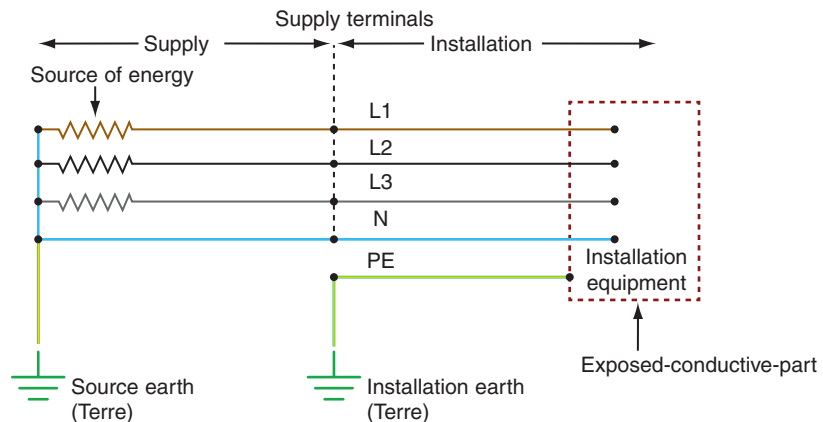 Supply terminals
Supply
Installation
Source of energy
L1
L2
L3
N
PE
Installation
equipment
Exposed-conductive-part
Source earth
(Terre)
Installation earth
(Terre)